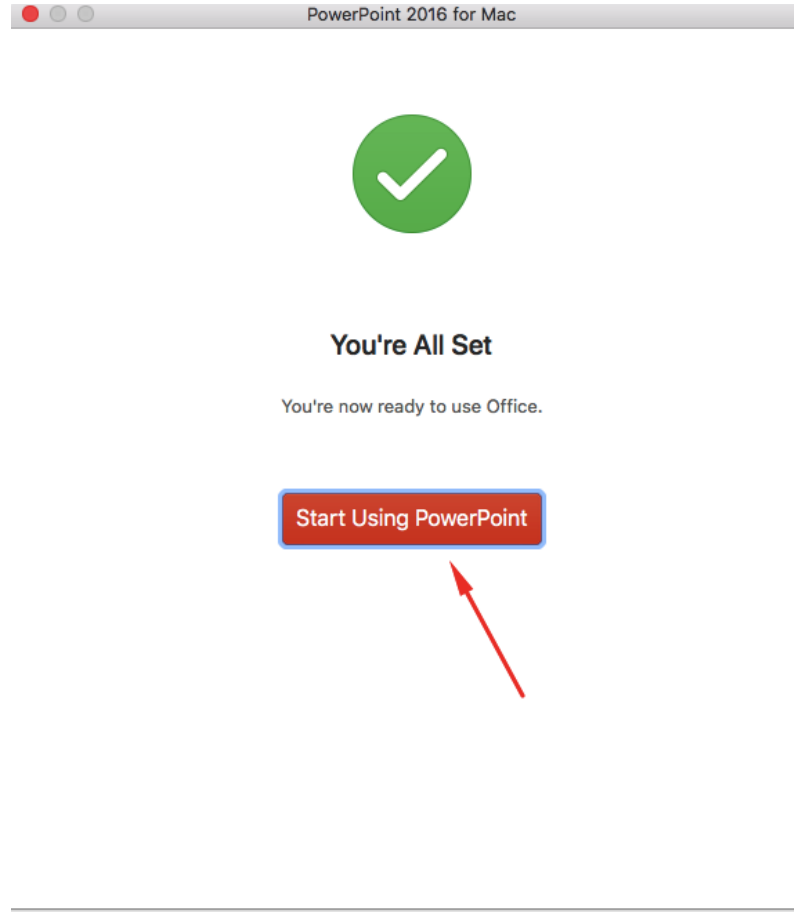 PowerPoint 2016 for Mac
You're All Set
You're now ready to use Office.
Start Using PowerPoint